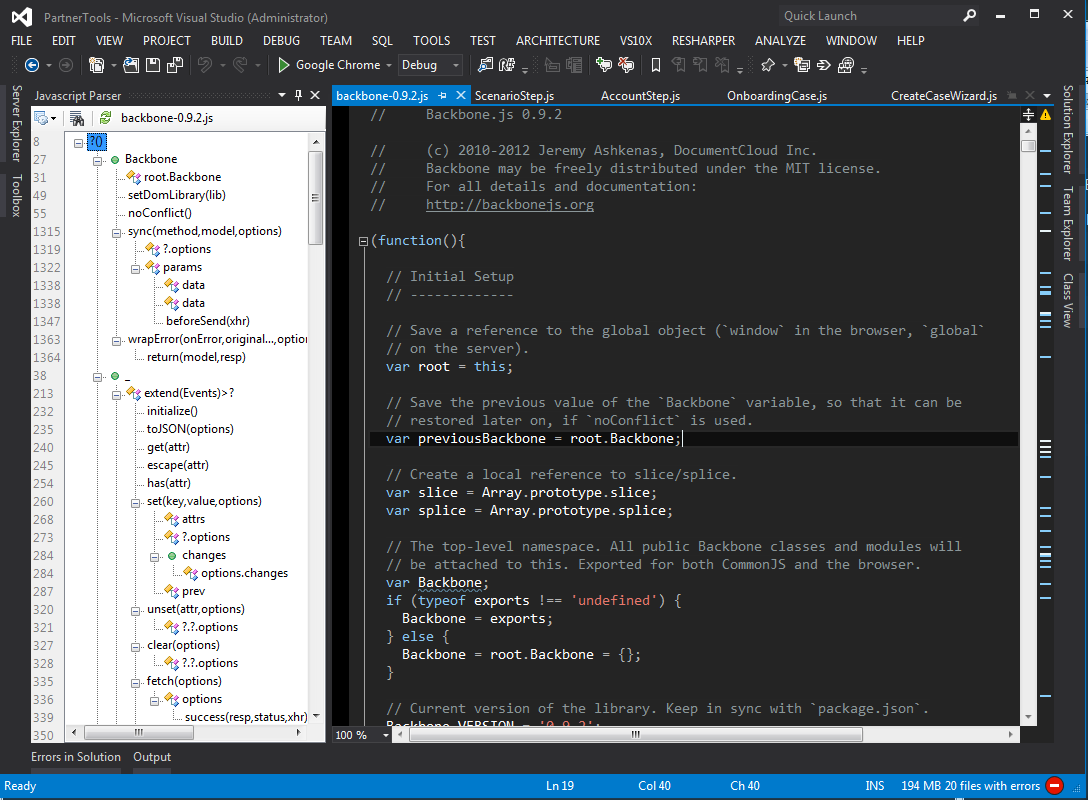 PartnerTools - Microsoft Visual Studio (Administrator)
Quick Launch
FILE EDIT VIEW PROJECT BUILD DEBUG TEAM SQL TOOLS TEST ARCHITECTURE VS10X RESHARPER ANALYZE WINDOW HELP
Google Chrome Debug
Server Explorer
Toolbox
Javascript Parser
backbone-0.9.2.js
8 ?()
27 Backbone
31 root.Backbone
49 setDomLibrary(lib)
55 noConflict()
1315 sync(method,model,options)
1319 ?.options
1322 params
1338 data
1338 data
1347 beforeSend(xhr)
1363 wrapError(onError,original...,option
1364 return(model,resp)
38 _
213 extend(Events)>?
232 initialize()
235 toJSON(options)
240 get(attr)
245 escape(attr)
254 has(attr)
260 set(key,value,options)
268 attrs
273 ?.options
284 changes
284 options.changes
287 prev
320 unset(attr,options)
321 ?.?.options
327 clear(options)
328 ?.?.options
335 fetch(options)
336 options
339 success(resp,status,xhr)
350
backbone-0.9.2.js ScenarioStep.js AccountStep.js OnboardingCase.js CreateCaseWizard.js
// Backbone.js 0.9.2
// (c) 2010-2012 Jeremy Ashkenas, DocumentCloud Inc.
// Backbone may be freely distributed under the MIT license.
// For all details and documentation:
// http://backbonejs.org
(function(){
// Initial Setup
// -------------
// Save a reference to the global object (`window` in the browser, `global`
// on the server).
var root = this;
// Save the previous value of the `Backbone` variable, so that it can be
// restored later on, if `noConflict` is used.
var previousBackbone = root.Backbone;
// Create a local reference to slice/splice.
var slice = Array.prototype.slice;
var splice = Array.prototype.splice;
// The top-level namespace. All public Backbone classes and modules will
// be attached to this. Exported for both CommonJS and the browser.
var Backbone;
if (typeof exports !== 'undefined') {
Backbone = exports;
} else {
Backbone = root.Backbone = {};
}
// Current version of the library. Keep in sync with `package.json`.
Backbone.VERSION = '0.9.2';
100 %
Solution Explorer
Team Explorer
Class View
Errors in Solution Output
Ready Ln 19 Col 40 Ch 40 INS 194 MB 20 files with errors